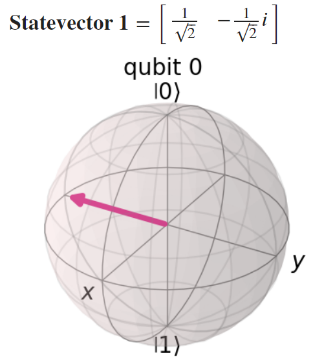 Statevector 1 = [ 1/√2 −1/√2 i ]
qubit 0
|0⟩
y
x
|1⟩